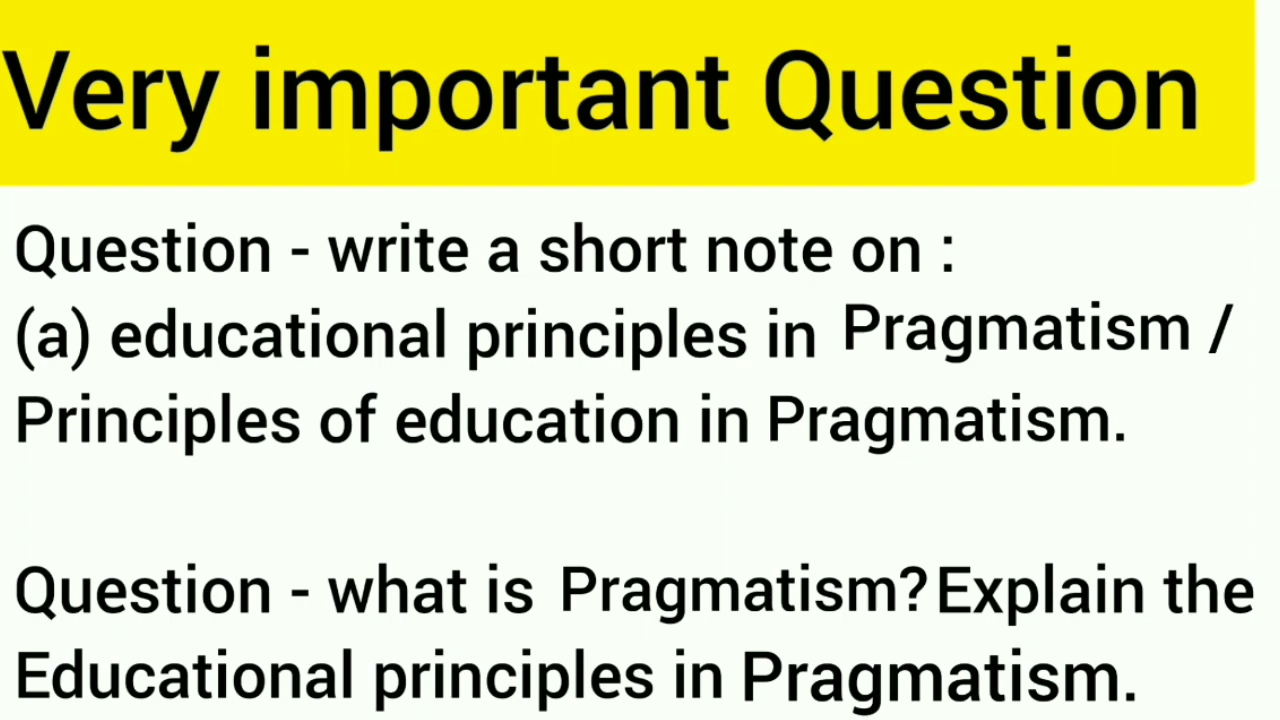 Very important Question
Question - write a short note on :
(a) educational principles in Pragmatism /
Principles of education in Pragmatism.
Question - what is Pragmatism? Explain the
Educational principles in Pragmatism.